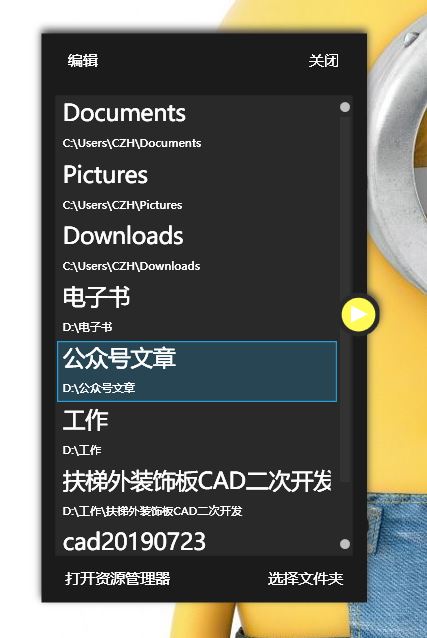 编辑
关闭
Documents
C:\Users\CZH\Documents
Pictures
C:\Users\CZH\Pictures
Downloads
C:\Users\CZH\Downloads
电子书
D:\电子书
公众号文章
D:\公众号文章
工作
D:\工作
扶梯外装饰板CAD二次开发
D:\工作\扶梯外装饰板CAD二次开发
cad20190723
打开资源管理器
选择文件夹